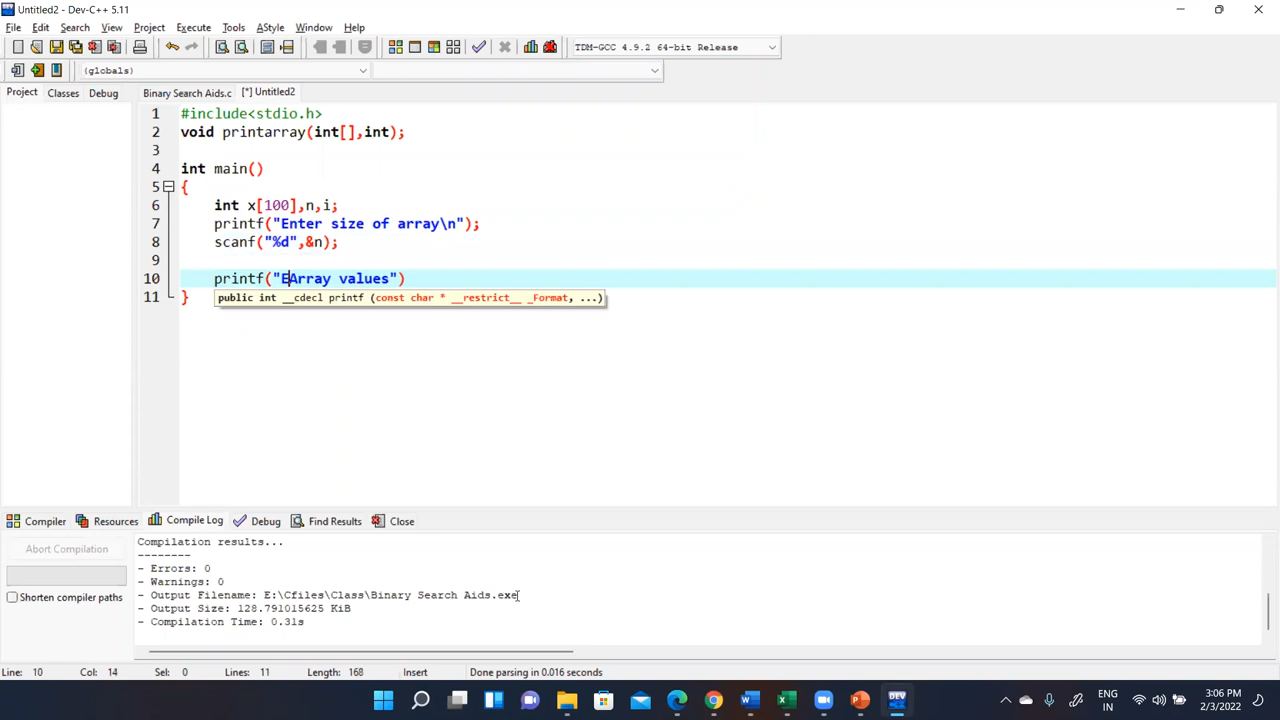 Untitled2 - Dev-C++ 5.11
File Edit Search View Project Execute Tools AStyle Window Help
TDM-GCC 4.9.2 64-bit Release
(globals)
Project Classes Debug Binary Search Aids.c [*] Untitled2
1 #include<stdio.h>
2 void printarray(int[],int);
3
4 int main()
5 {
6 int x[100],n,i;
7 printf("Enter size of array\n");
8 scanf("%d",&n);
9
10 printf("EArray values")
11 }
public int __cdecl printf (const char * __restrict__ _Format, ...)
Compiler Resources Compile Log Debug Find Results Close
Abort Compilation
Shorten compiler paths
Compilation results...
--------
- Errors: 0
- Warnings: 0
- Output Filename: E:\Cfiles\Class\Binary Search Aids.exe
- Output Size: 128.791015625 KiB
- Compilation Time: 0.31s
Line: 10 Col: 14 Sel: 0 Lines: 11 Length: 168 Insert Done parsing in 0.016 seconds
DEV
ENG
IN
3:06 PM
2/3/2022